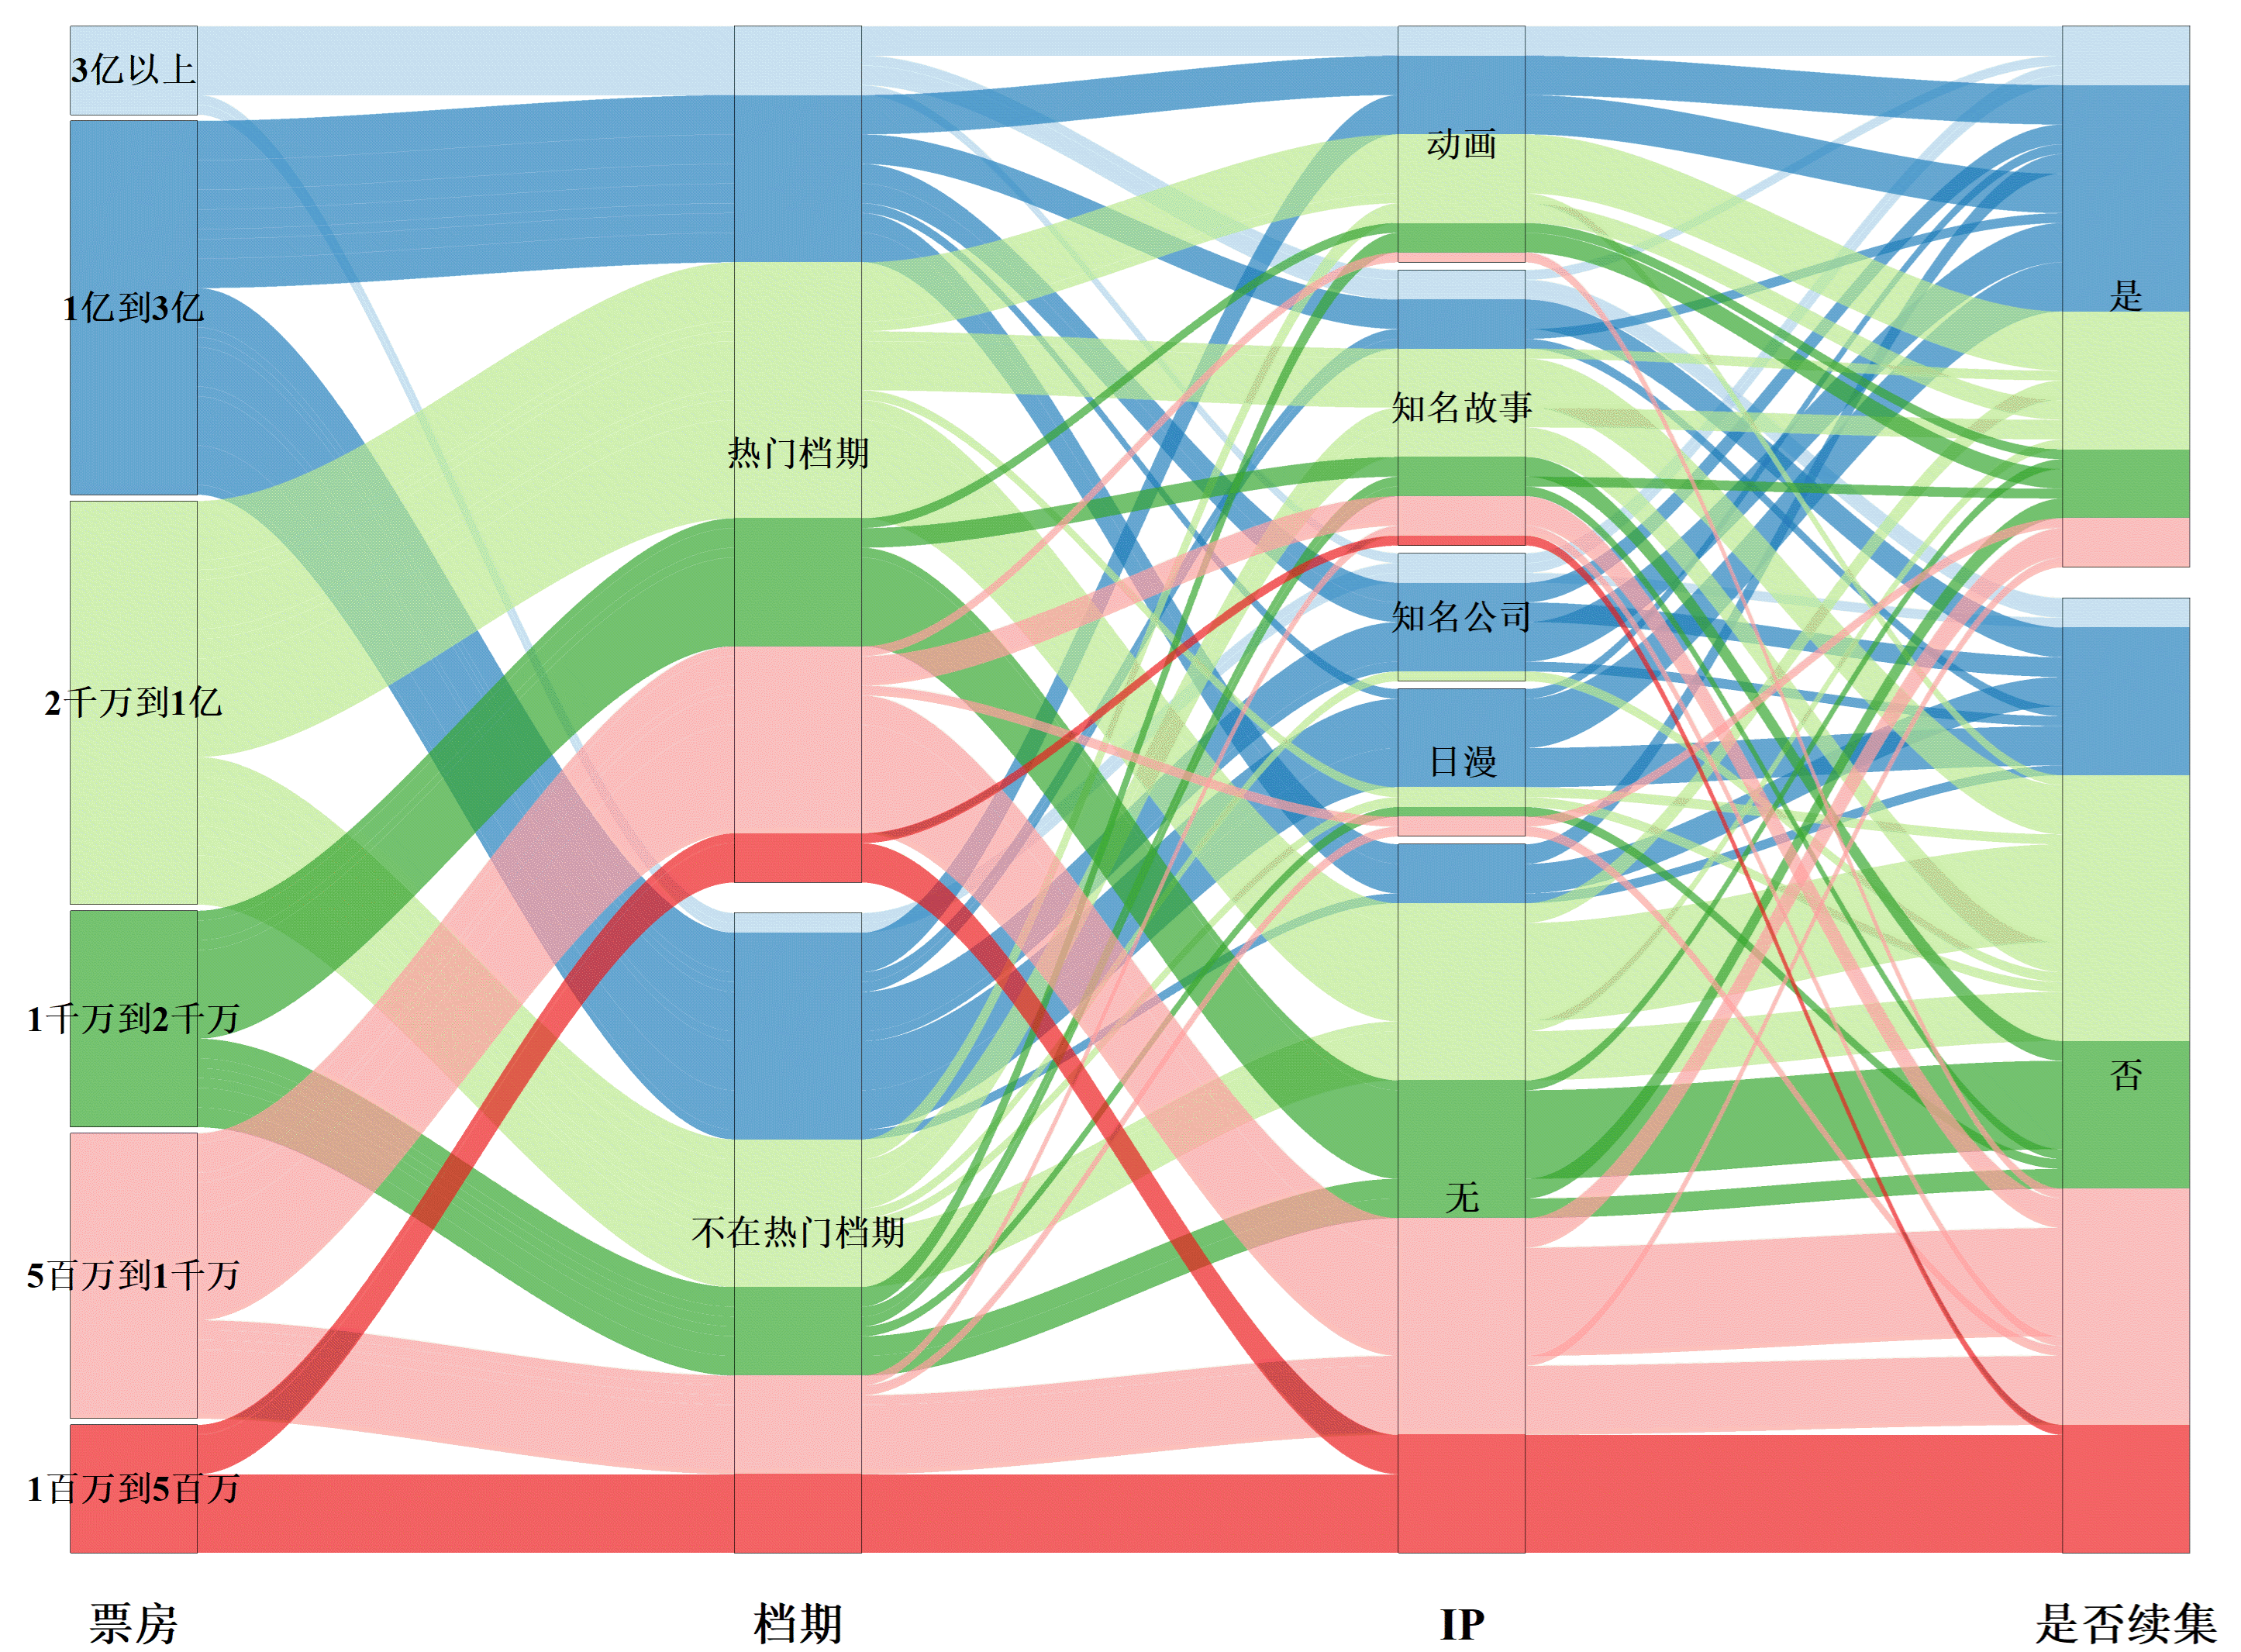 3亿以上
1亿到3亿
2千万到1亿
1千万到2千万
5百万到1千万
1百万到5百万
票房
热门档期
不在热门档期
档期
动画
知名故事
知名公司
日漫
无
IP
是
否
是否续集